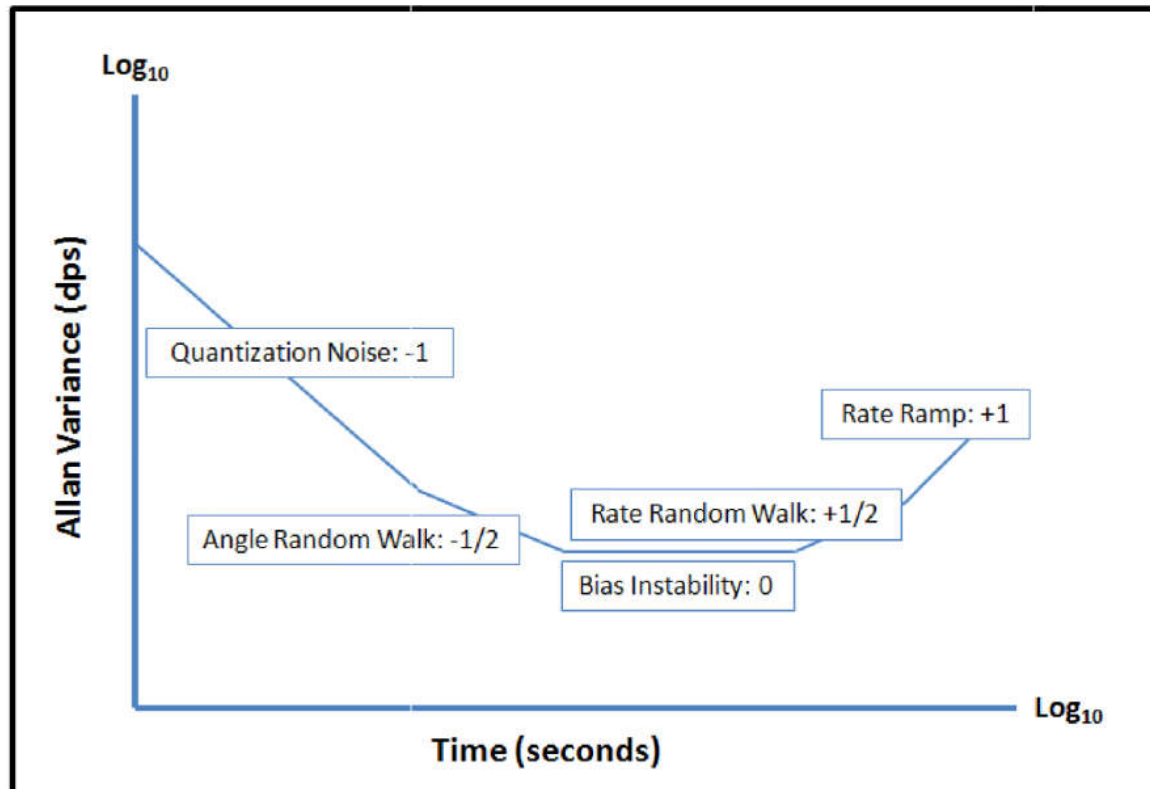 Log₁₀
Allan Variance (dps)
Quantization Noise: -1
Rate Ramp: +1
Rate Random Walk: +1/2
Angle Random Walk: -1/2
Bias Instability: 0
Log₁₀
Time (seconds)